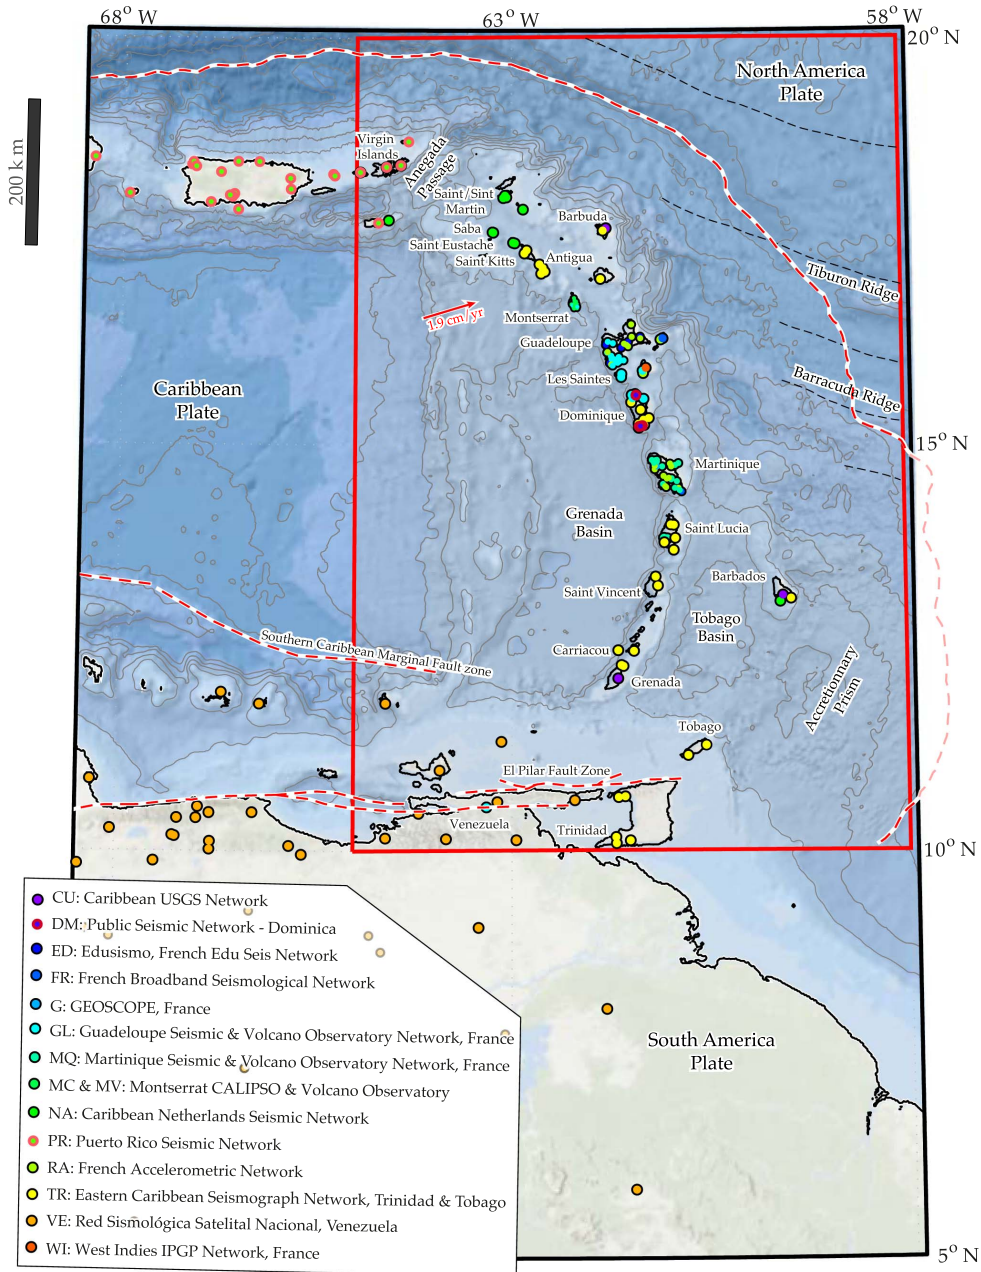 68° W
63° W
58° W
20° N
North America
Plate
200 km
Virgin
Islands
Anegada
Passage
Saint/Sint
Martin
Barbuda
Saba
Saint Eustache
Saint Kitts
Antigua
Tiburon Ridge
1.9 cm/yr
Montserrat
Guadeloupe
Les Saintes
Barracuda Ridge
Caribbean
Plate
Dominique
15° N
Martinique
Grenada
Basin
Saint Lucia
Barbados
Saint Vincent
Tobago
Basin
Southern Caribbean Marginal Fault zone
Carriacou
Grenada
Accretionnary
Prism
Tobago
El Pilar Fault Zone
Venezuela
Trinidad
10° N
CU: Caribbean USGS Network
DM: Public Seismic Network - Dominica
ED: Edusismo, French Edu Seis Network
FR: French Broadband Seismological Network
G: GEOSCOPE, France
GL: Guadeloupe Seismic & Volcano Observatory Network, France
MQ: Martinique Seismic & Volcano Observatory Network, France
MC & MV: Montserrat CALIPSO & Volcano Observatory
NA: Caribbean Netherlands Seismic Network
PR: Puerto Rico Seismic Network
RA: French Accelerometric Network
TR: Eastern Caribbean Seismograph Network, Trinidad & Tobago
VE: Red Sismológica Satelital Nacional, Venezuela
WI: West Indies IPGP Network, France
South America
Plate
5° N